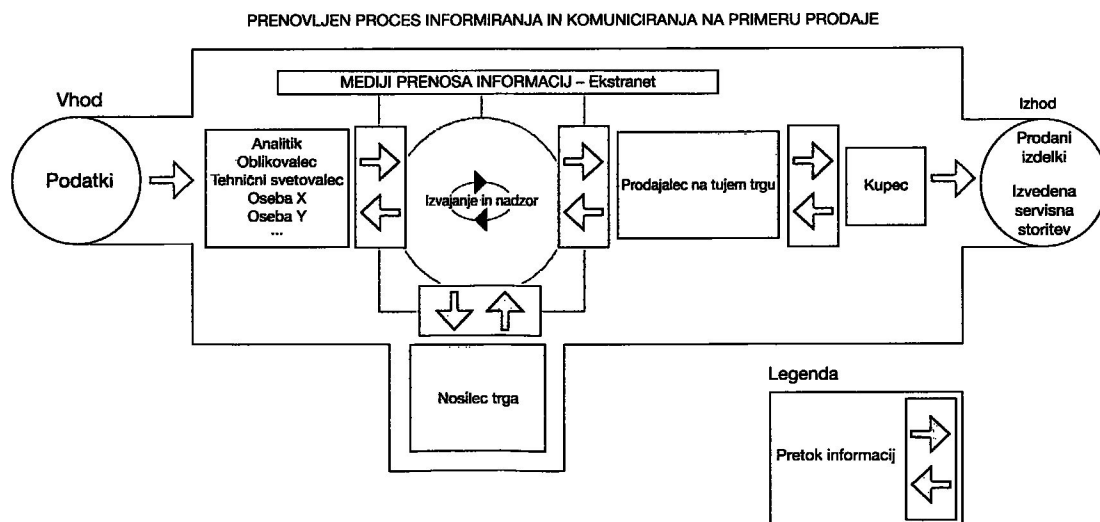 PRENOVLJEN PROCES INFORMIRANJA IN KOMUNICIRANJA NA PRIMERU PRODAJE
MEDIJI PRENOSA INFORMACIJ – Ekstranet
Vhod
Podatki
Analitik
Oblikovalec
Tehnični svetovalec
Oseba X
Oseba Y
...
Izvajanje in nadzor
Prodajalec na tujem trgu
Kupec
Izhod
Prodani
izdelki
Izvedena
servisna
storitev
Nosilec trga
Legenda
Pretok informacij